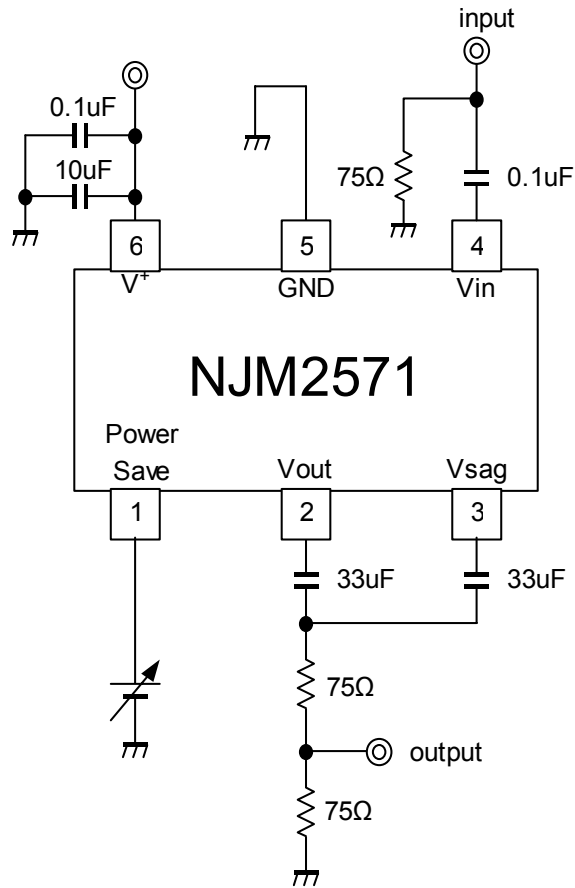 input
0.1uF
10uF
75Ω
0.1uF
6
5
4
V+
GND
Vin
NJM2571
Power
Save
Vout
Vsag
1
2
3
33uF
33uF
75Ω
output
75Ω